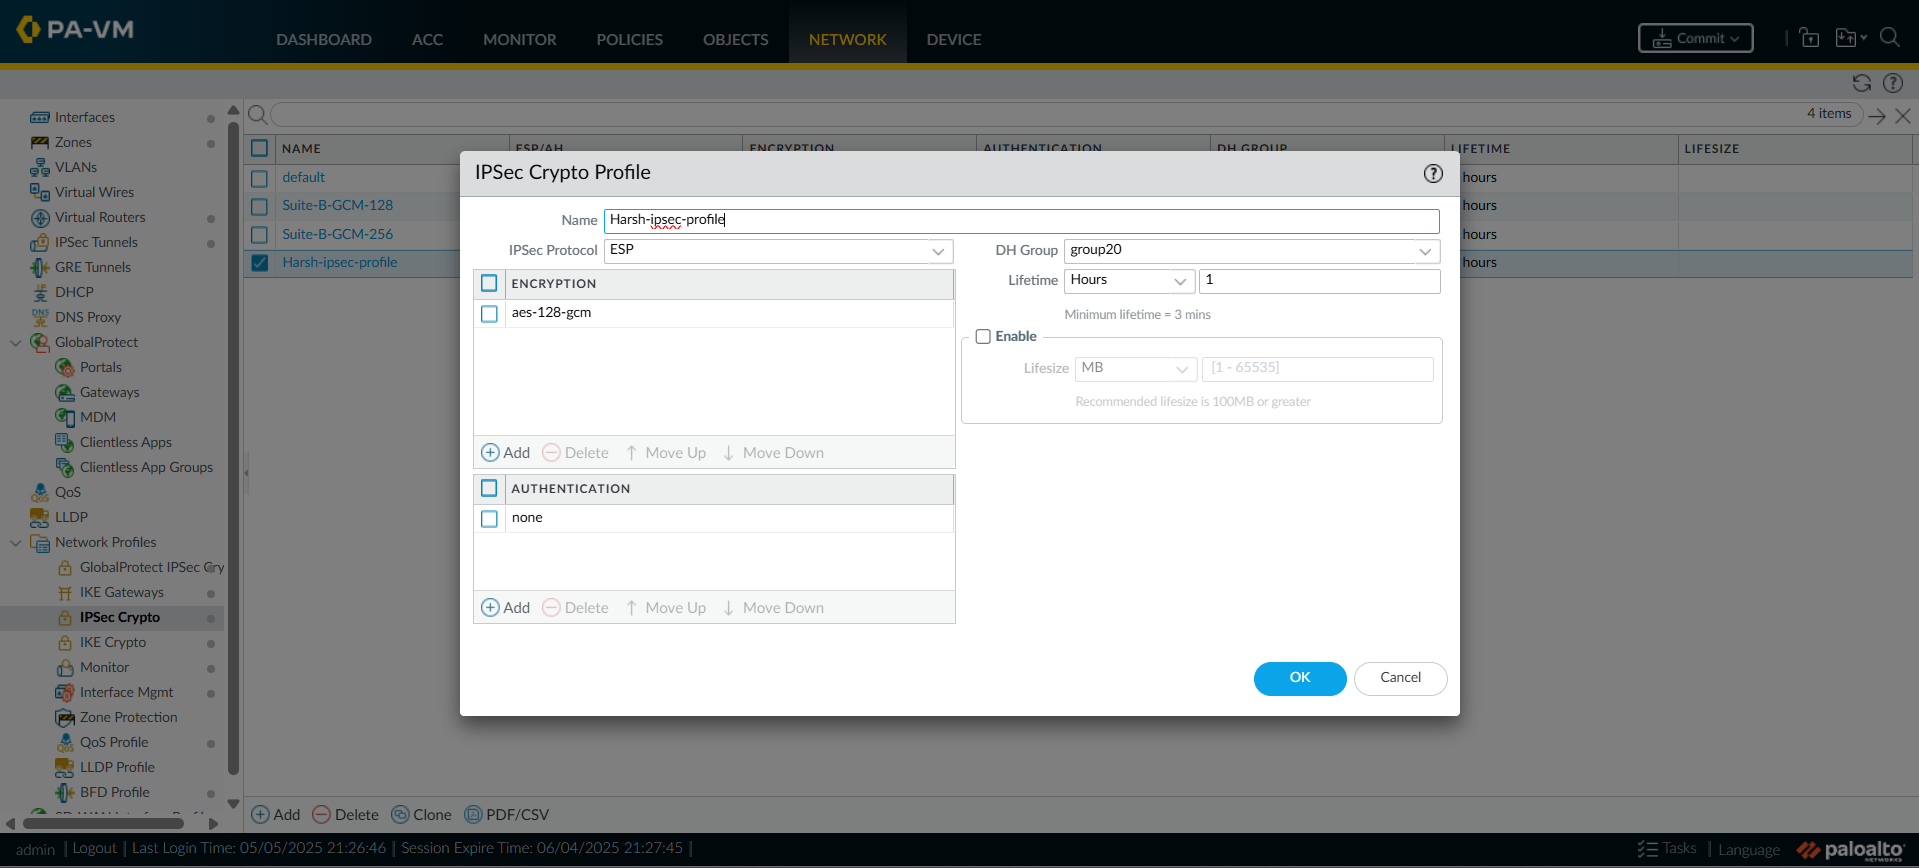 PA-VM
DASHBOARD ACC MONITOR POLICIES OBJECTS NETWORK DEVICE
Commit
4 items
Interfaces
Zones
VLANs
Virtual Wires
Virtual Routers
IPSec Tunnels
GRE Tunnels
DHCP
DNS Proxy
GlobalProtect
Portals
Gateways
MDM
Clientless Apps
Clientless App Groups
QoS
LLDP
Network Profiles
GlobalProtect IPSec Cry
IKE Gateways
IPSec Crypto
IKE Crypto
Monitor
Interface Mgmt
Zone Protection
QoS Profile
LLDP Profile
BFD Profile
NAME ESP/AH ENCRYPTION AUTHENTICATION DH GROUP LIFETIME LIFESIZE
default hours
Suite-B-GCM-128 hours
Suite-B-GCM-256 hours
Harsh-ipsec-profile hours
IPSec Crypto Profile
Name Harsh-ipsec-profile
IPSec Protocol ESP
DH Group group20
ENCRYPTION
aes-128-gcm
Add Delete Move Up Move Down
AUTHENTICATION
none
Add Delete Move Up Move Down
Lifetime Hours 1
Minimum lifetime = 3 mins
Enable
Lifesize MB [1 - 65535]
Recommended lifesize is 100MB or greater
OK Cancel
Add Delete Clone PDF/CSV
admin | Logout | Last Login Time: 05/05/2025 21:26:46 | Session Expire Time: 06/04/2025 21:27:45 |
Tasks | Language paloalto
NETWORKS